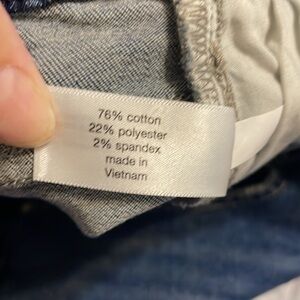 76% cotton
22% polyester
2% spandex
made in
Vietnam